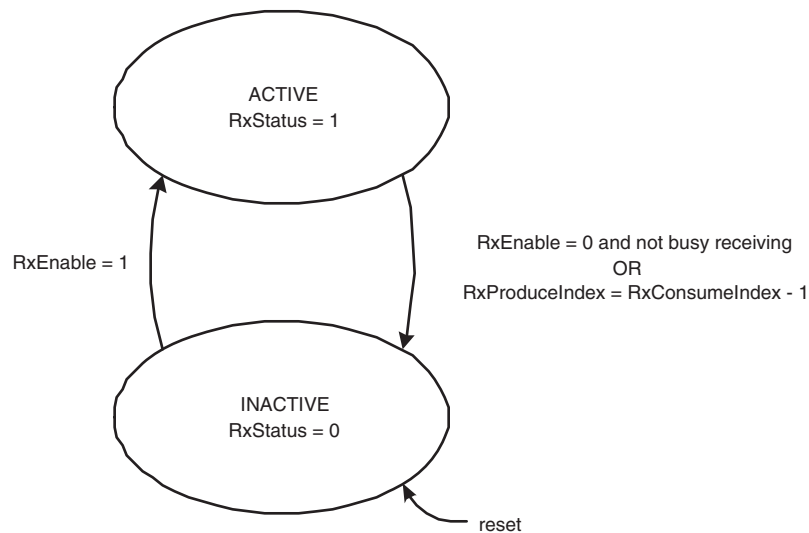 ACTIVE
RxStatus = 1
RxEnable = 1
RxEnable = 0 and not busy receiving
OR
RxProduceIndex = RxConsumeIndex - 1
INACTIVE
RxStatus = 0
reset